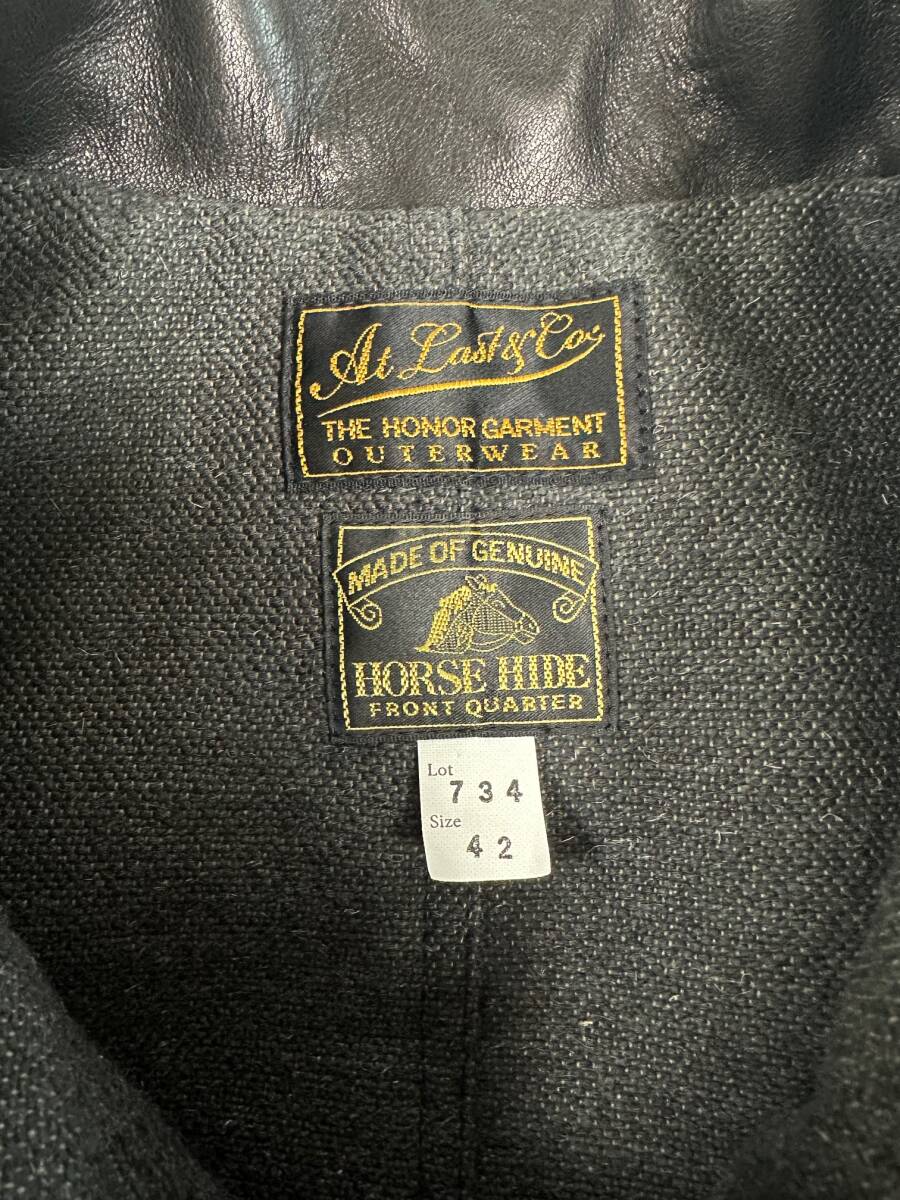 At Last & Co
THE HONOR GARMENT
OUTERWEAR
MADE OF GENUINE
HORSE HIDE
FRONT QUARTER
Lot
734
Size
42